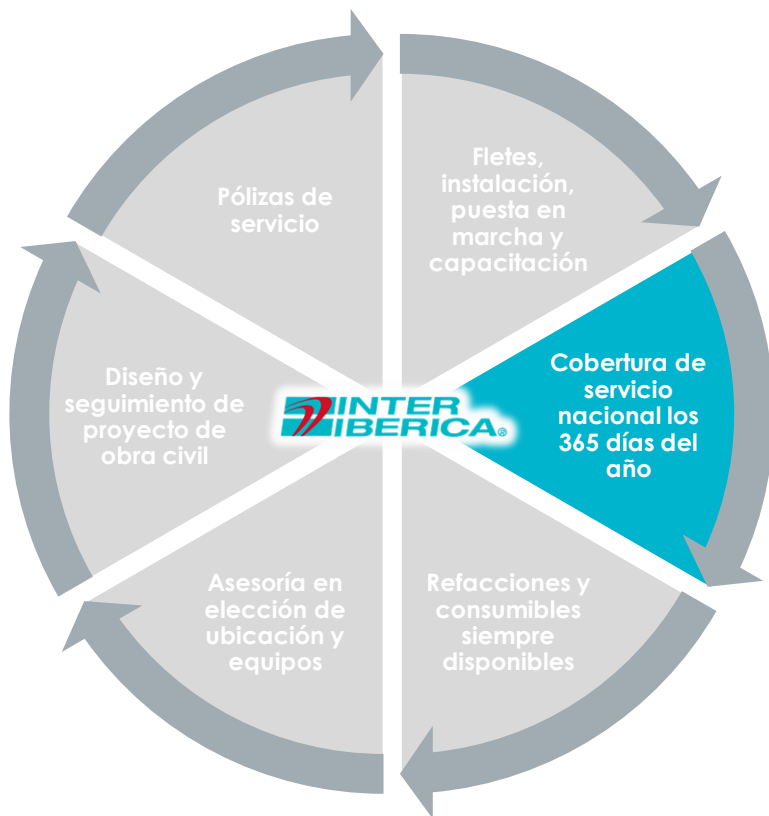 Fletes,
instalación,
puesta en
marcha y
capacitación
Cobertura de
servicio
nacional los
365 días del
año
Refacciones y
consumibles
siempre
disponibles
Asesoría en
elección de
ubicación y
equipos
Diseño y
seguimiento de
proyecto de
obra civil
Pólizas de
servicio
INTER
IBERICA®